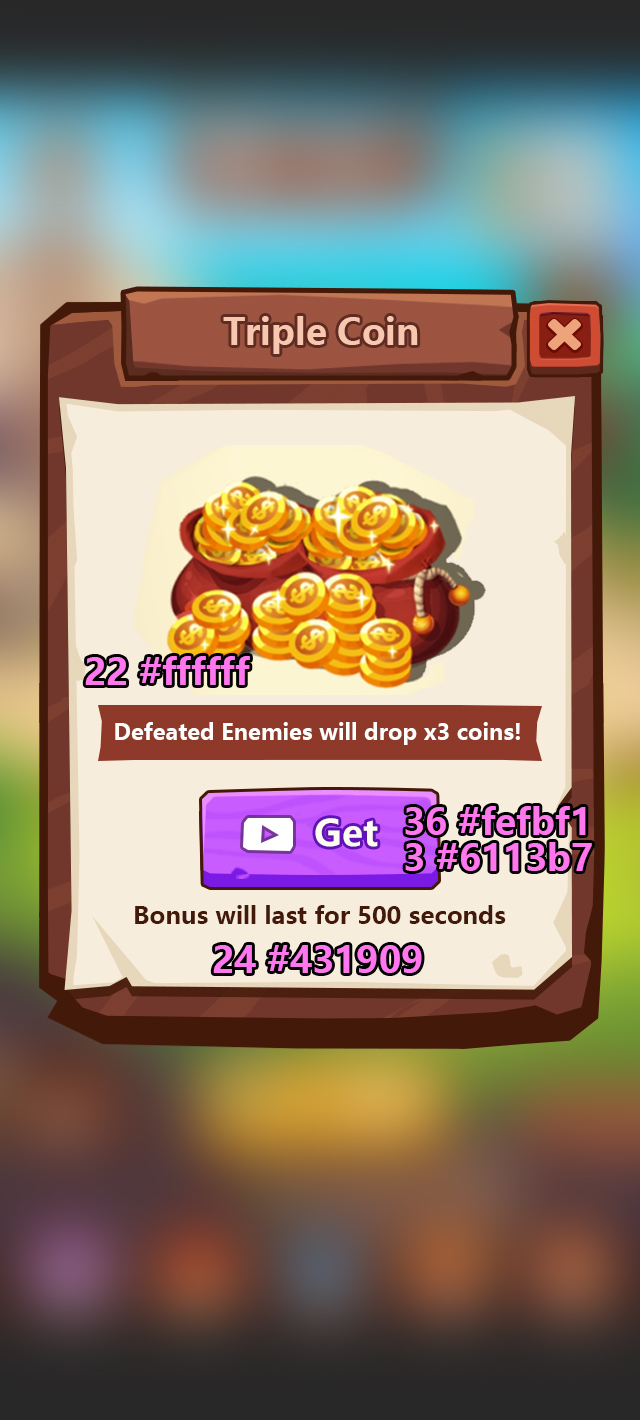 Triple Coin
22 #ffffff
Defeated Enemies will drop x3 coins!
Get
36 #fefbf1
3 #6113b7
Bonus will last for 500 seconds
24 #431909